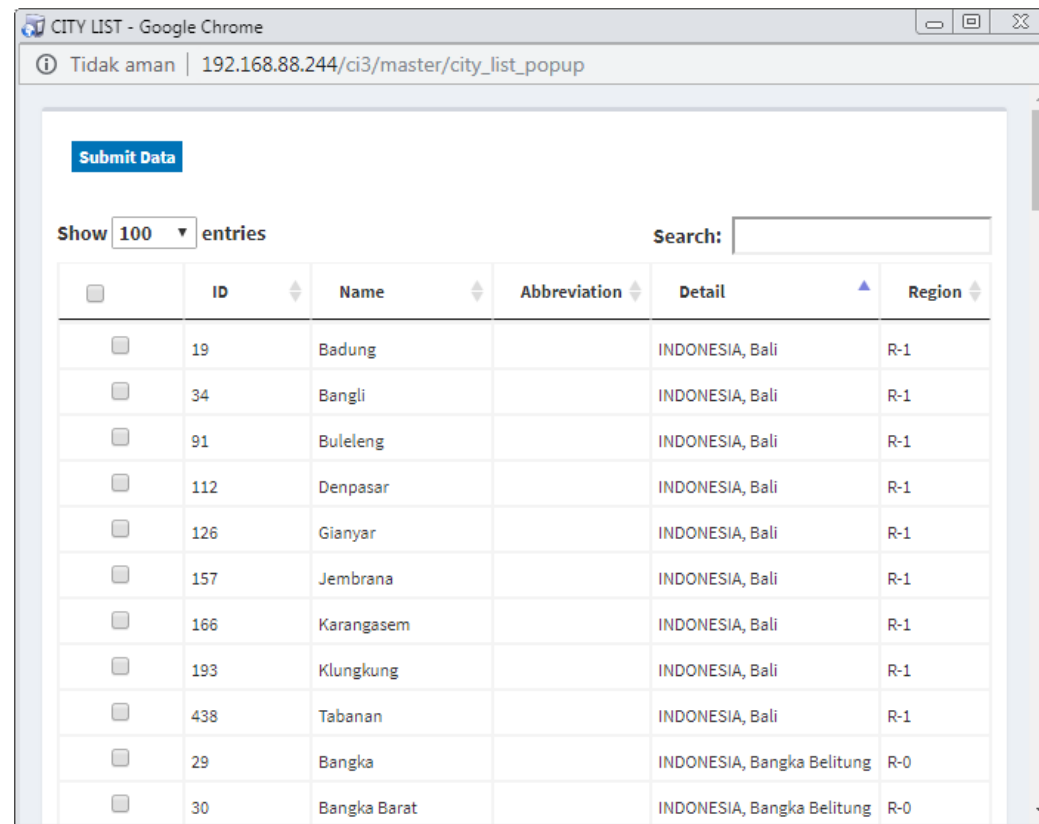 CITY LIST - Google Chrome
Tidak aman | 192.168.88.244/ci3/master/city_list_popup
Submit Data
Show 100 entries Search:
ID Name Abbreviation Detail Region
19 Badung INDONESIA, Bali R-1
34 Bangli INDONESIA, Bali R-1
91 Buleleng INDONESIA, Bali R-1
112 Denpasar INDONESIA, Bali R-1
126 Gianyar INDONESIA, Bali R-1
157 Jembrana INDONESIA, Bali R-1
166 Karangasem INDONESIA, Bali R-1
193 Klungkung INDONESIA, Bali R-1
438 Tabanan INDONESIA, Bali R-1
29 Bangka INDONESIA, Bangka Belitung R-0
30 Bangka Barat INDONESIA, Bangka Belitung R-0